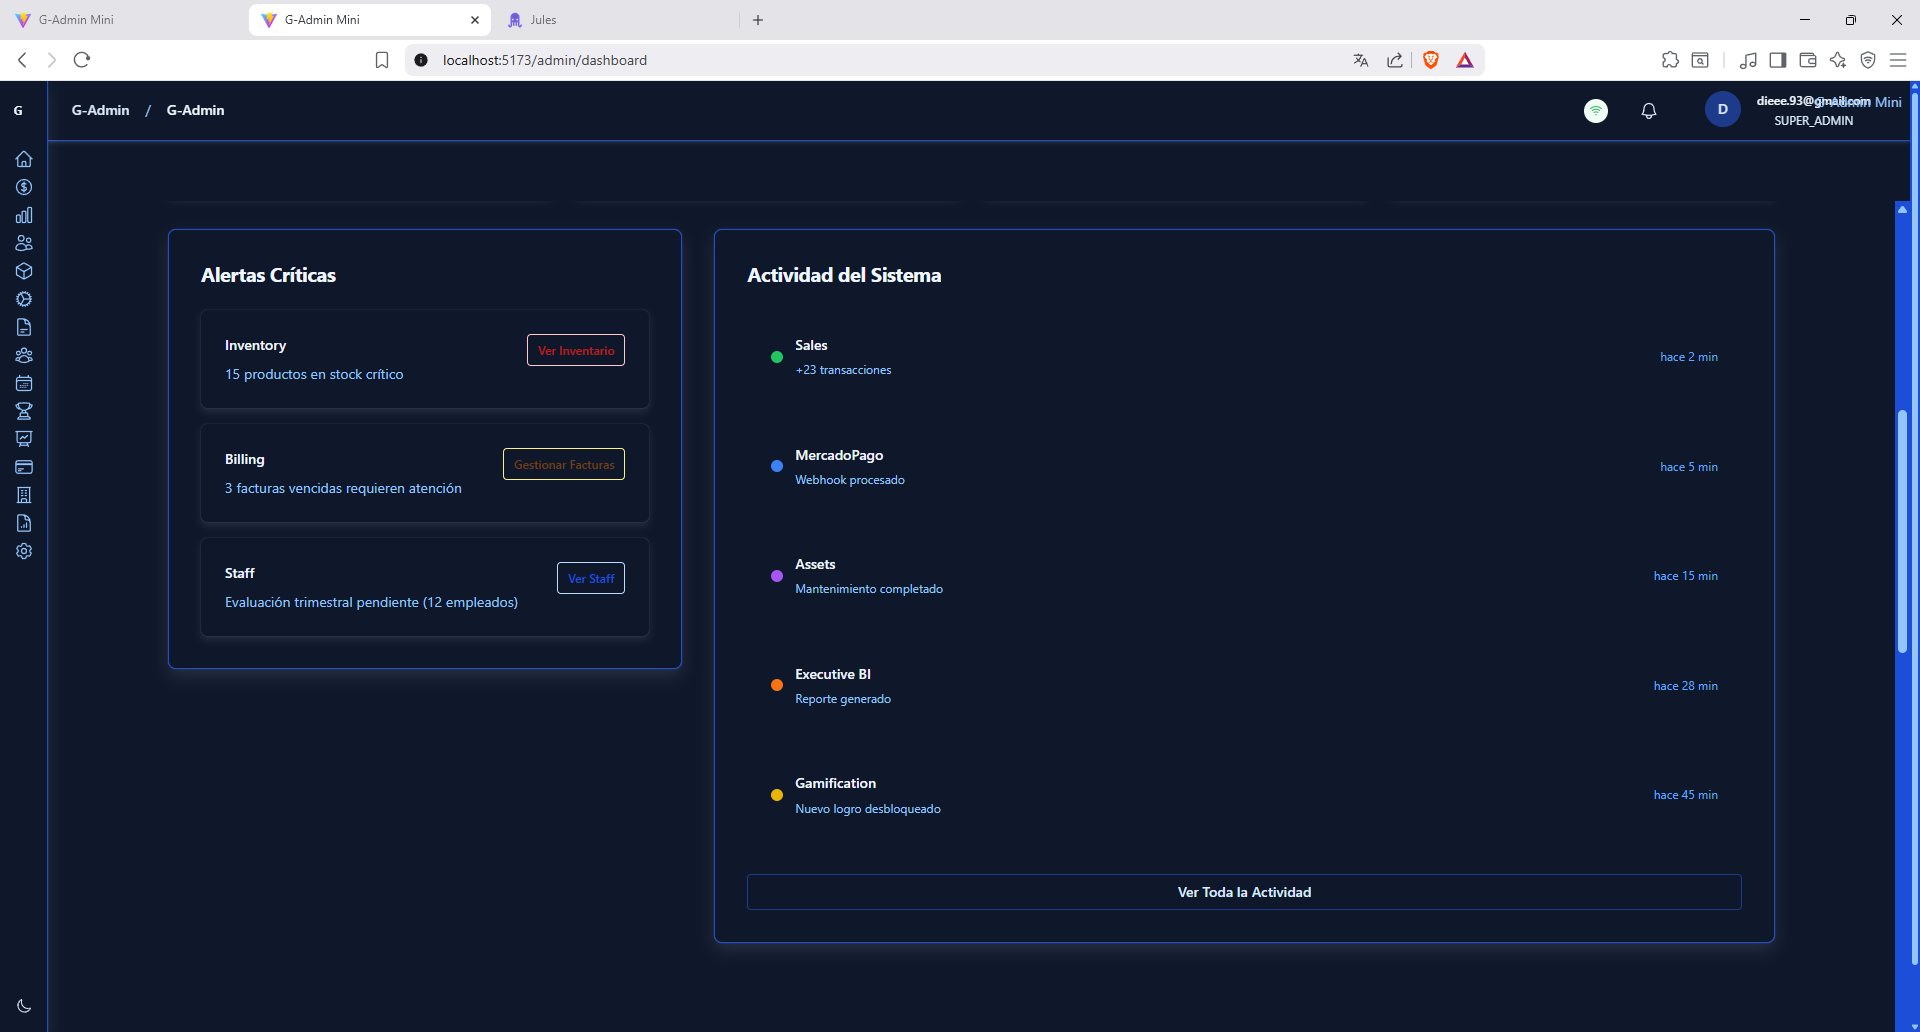 G-Admin Mini
G-Admin Mini
Jules
localhost:5173/admin/dashboard
G
G-Admin / G-Admin
D
dieee.93@gmail.com
G-Admin Mini
SUPER_ADMIN
Alertas Críticas
Inventory
15 productos en stock crítico
Ver Inventario
Billing
3 facturas vencidas requieren atención
Gestionar Facturas
Staff
Evaluación trimestral pendiente (12 empleados)
Ver Staff
Actividad del Sistema
Sales
+23 transacciones
hace 2 min
MercadoPago
Webhook procesado
hace 5 min
Assets
Mantenimiento completado
hace 15 min
Executive BI
Reporte generado
hace 28 min
Gamification
Nuevo logro desbloqueado
hace 45 min
Ver Toda la Actividad